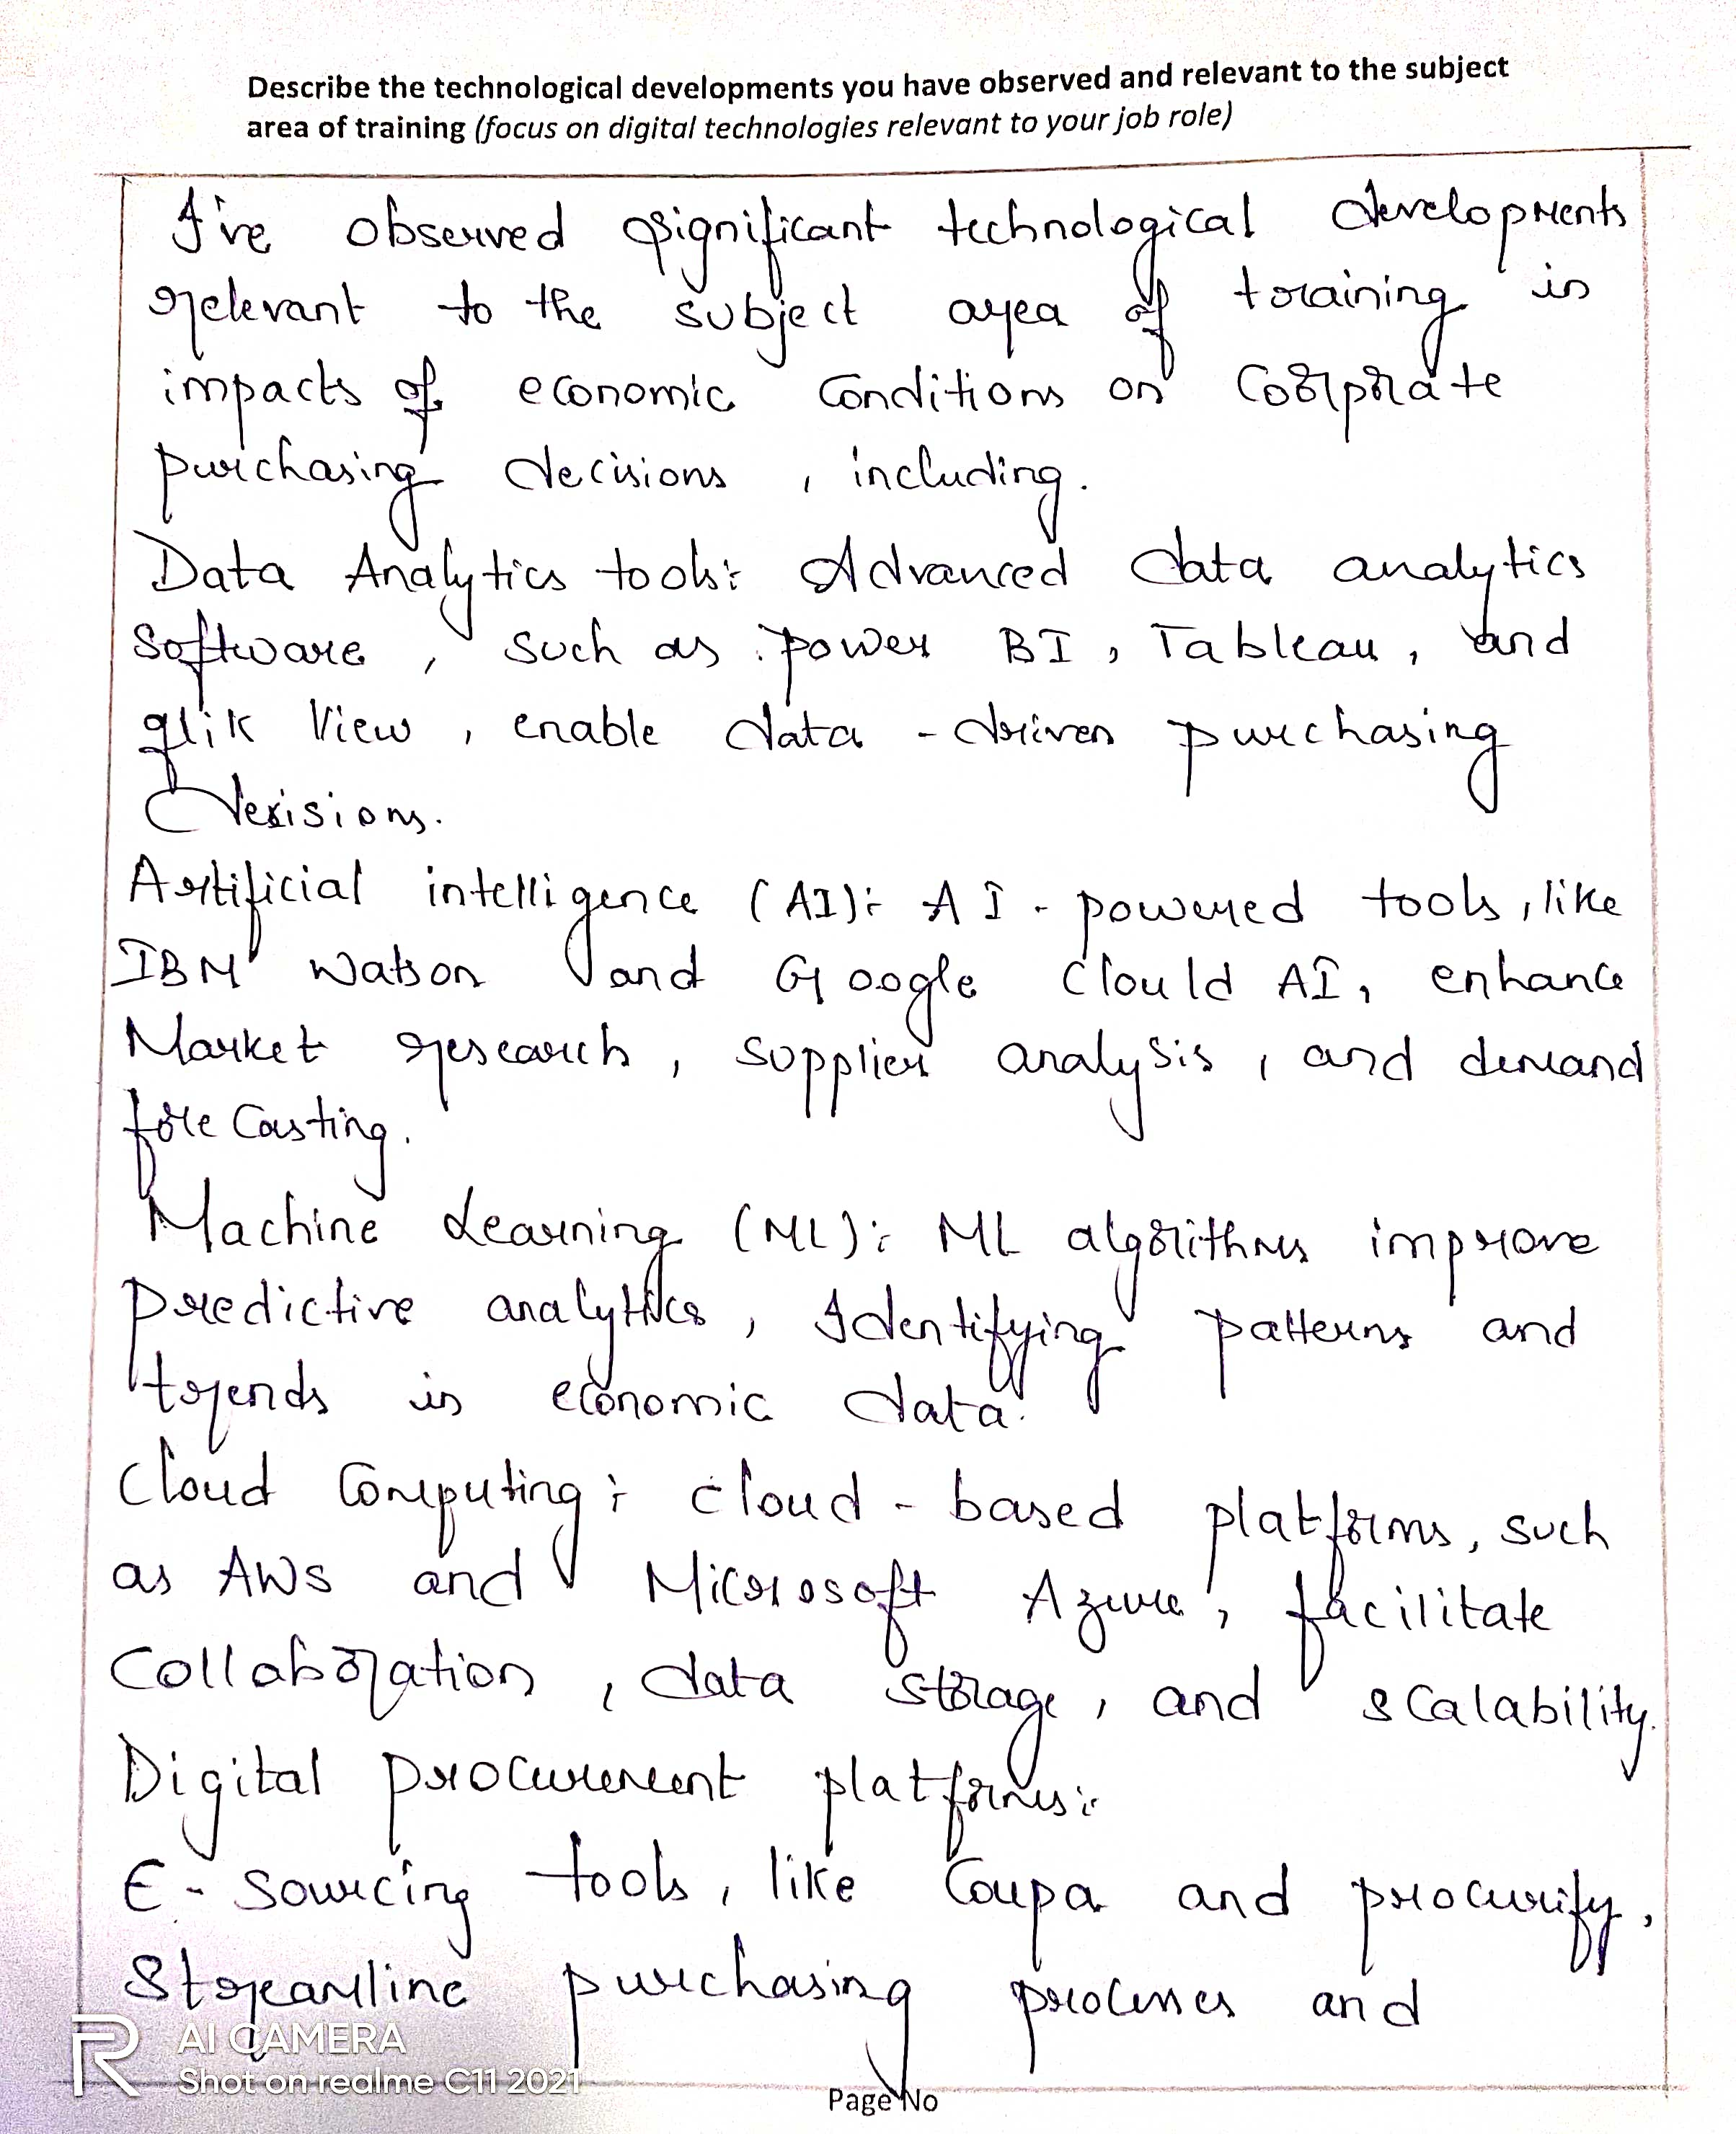 Describe the technological developments you have observed and relevant to the subject
area of training (focus on digital technologies relevant to your job role)
I've observed significant technological developments
relevant to the subject area of training in
impacts of economic conditions on Corporate
purchasing decisions, including.
Data Analytics tools: Advanced data analytics
Software, such as power BI, Tableau, and
qlik View, enable data-driven purchasing
Decisions.
Artificial intelligence (AI): AI-powered tools, like
IBM Watson and Google Clould AI, enhance
Market research, supplier analysis, and demand
fore Casting.
Machine Learning (ML): ML algorithms improve
predictive analytics, Identifying patterns and
trends in economic data.
Cloud Computing: cloud-based platforms, such
as AWS and Microsoft Azure, facilitate
Collaboration, data storage, and scalability.
Digital procurement platforms:
E-sourcing tools, like Coupa and procurify,
Streamline purchasing processes and
AI CAMERA
Shot on realme C11 2021
Page No